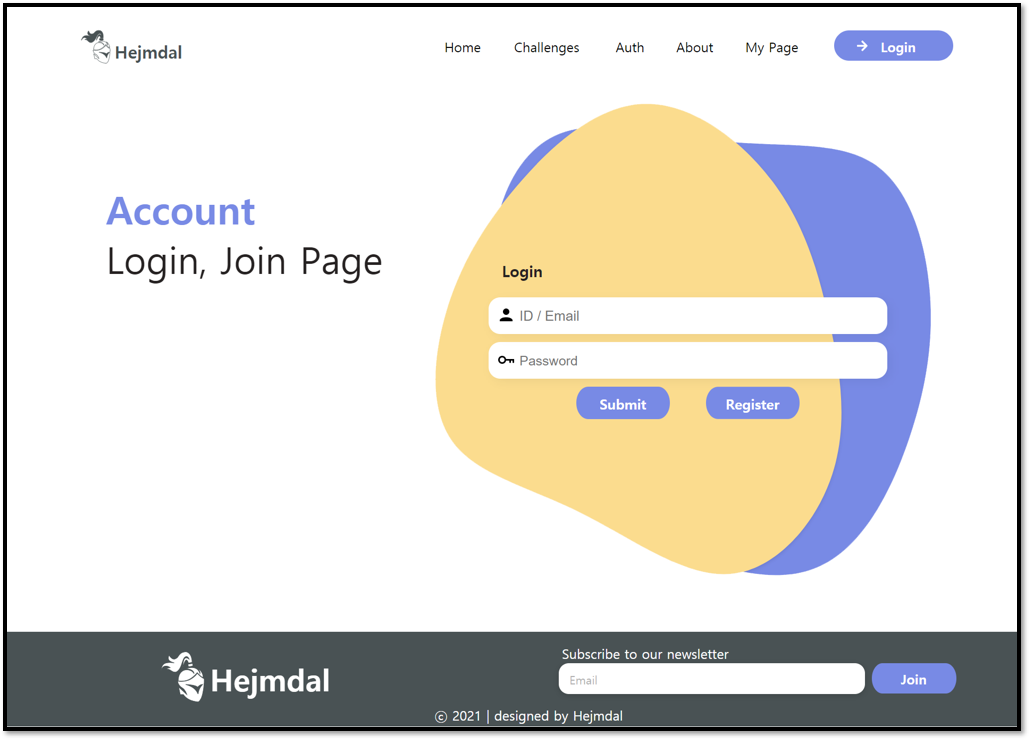 Hejmdal
Home Challenges Auth About My Page Login
Account
Login, Join Page
Login
ID / Email
Password
Submit Register
Subscribe to our newsletter
Hejmdal
Email Join
© 2021 | designed by Hejmdal